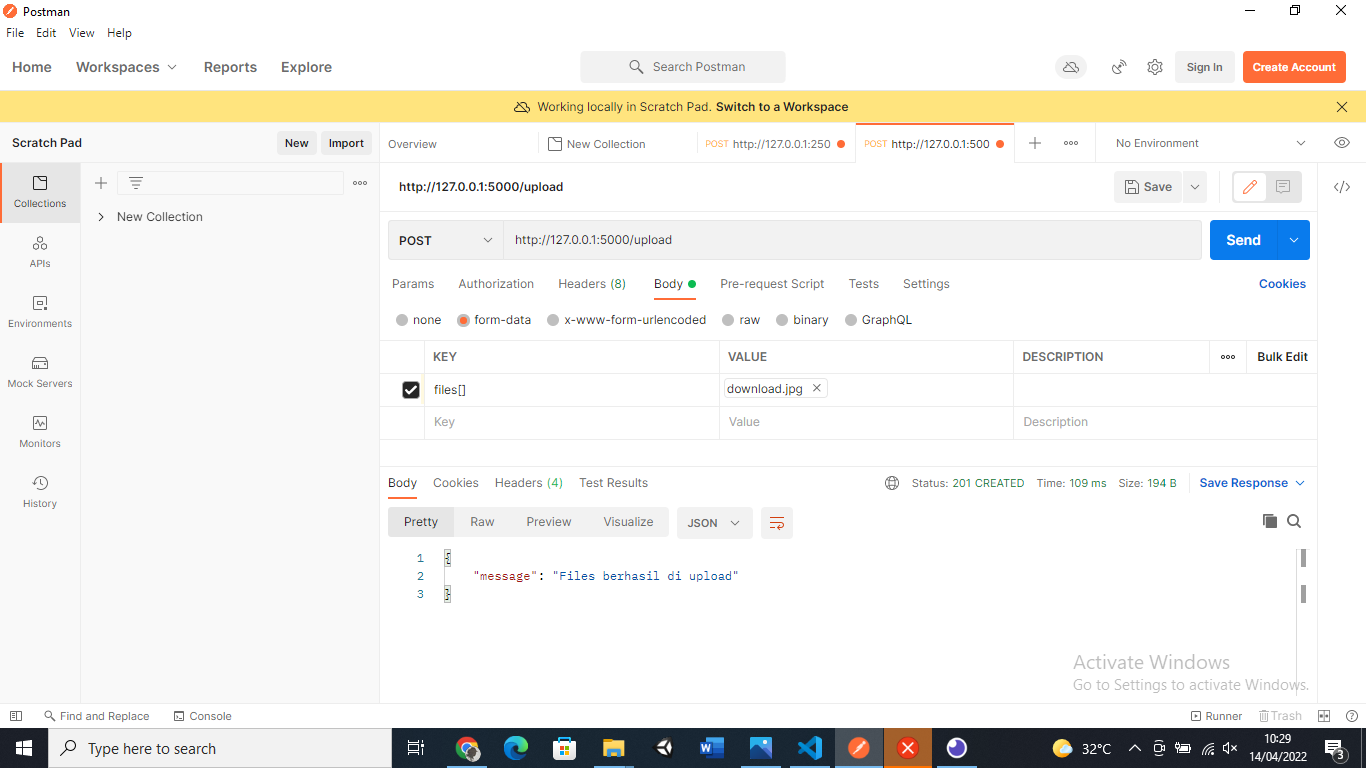 Postman
File Edit View Help
Home Workspaces Reports Explore Search Postman Sign In Create Account
Working locally in Scratch Pad. Switch to a Workspace
Scratch Pad New Import Overview New Collection POST http://127.0.0.1:250 POST http://127.0.0.1:500 No Environment
Collections
New Collection
APIs
Environments
Mock Servers
Monitors
History
http://127.0.0.1:5000/upload Save
POST http://127.0.0.1:5000/upload Send
Params Authorization Headers (8) Body Pre-request Script Tests Settings Cookies
none form-data x-www-form-urlencoded raw binary GraphQL
KEY VALUE DESCRIPTION Bulk Edit
files[] download.jpg
Key Value Description
Body Cookies Headers (4) Test Results Status: 201 CREATED Time: 109 ms Size: 194 B Save Response
Pretty Raw Preview Visualize JSON
1 {
2 "message": "Files berhasil di upload"
3 }
Activate Windows
Go to Settings to activate Windows.
Find and Replace Console Runner Trash
Type here to search 32°C 10:29
14/04/2022 3